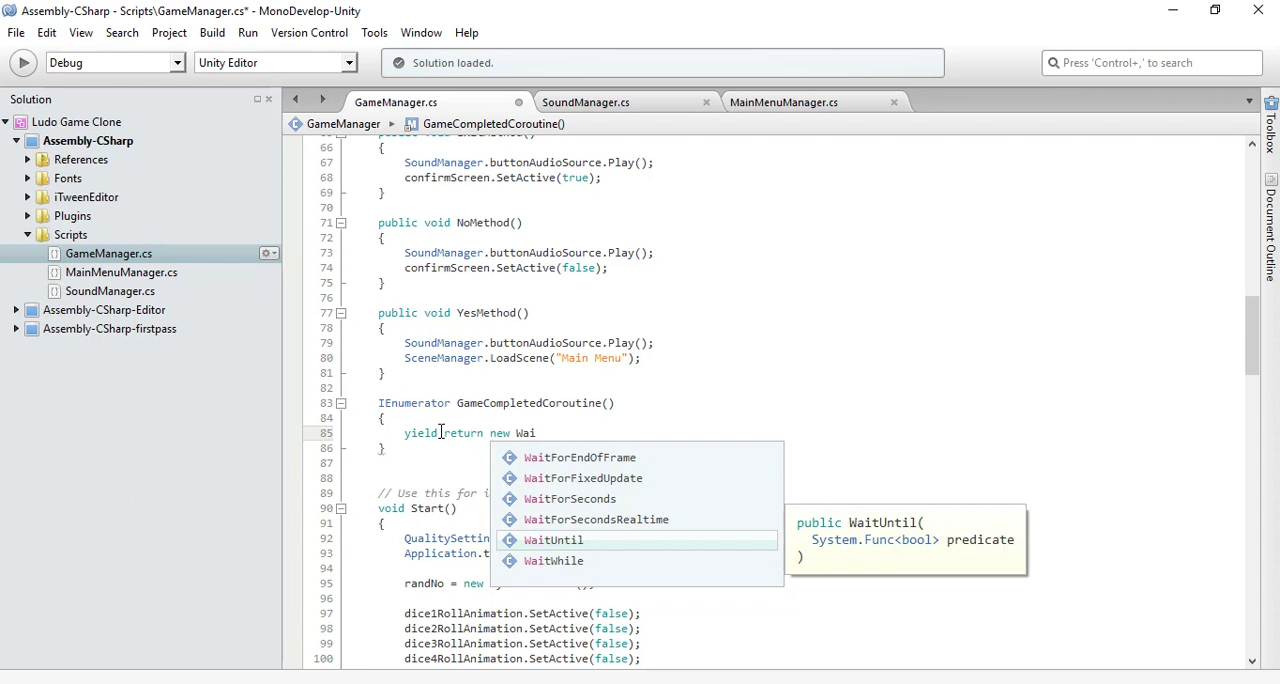 Assembly-CSharp - Scripts\GameManager.cs* - MonoDevelop-Unity
File Edit View Search Project Build Run Version Control Tools Window Help
Debug Unity Editor Solution loaded. Press 'Control+,' to search
Solution
GameManager.cs SoundManager.cs MainMenuManager.cs
GameManager GameCompletedCoroutine()
Ludo Game Clone
Assembly-CSharp
References
Fonts
iTweenEditor
Plugins
Scripts
GameManager.cs
MainMenuManager.cs
SoundManager.cs
Assembly-CSharp-Editor
Assembly-CSharp-firstpass
66 {
67 SoundManager.buttonAudioSource.Play();
68 confirmScreen.SetActive(true);
69 }
70
71 public void NoMethod()
72 {
73 SoundManager.buttonAudioSource.Play();
74 confirmScreen.SetActive(false);
75 }
76
77 public void YesMethod()
78 {
79 SoundManager.buttonAudioSource.Play();
80 SceneManager.LoadScene("Main Menu");
81 }
82
83 IEnumerator GameCompletedCoroutine()
84 {
85 yield return new Wai
86 }
87
88
89 // Use this for
90 void Start()
91 {
92 QualitySettin
93 Application.t
94
95 randNo = new
96
97 dice1RollAnimation.SetActive(false);
98 dice2RollAnimation.SetActive(false);
99 dice3RollAnimation.SetActive(false);
100 dice4RollAnimation.SetActive(false);
WaitForEndOfFrame
WaitForFixedUpdate
WaitForSeconds
WaitForSecondsRealtime
WaitUntil
WaitWhile
public WaitUntil(
System.Func<bool> predicate
)
Toolbox
Document Outline